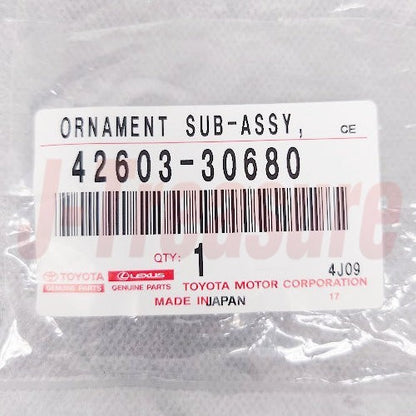 ORNAMENT SUB-ASSY, CE
42603-30680
J-Treasure
QTY: 1 4J09
TOYOTA LEXUS TOYOTA MOTOR CORPORATION
GENUINE PARTS GENUINE PARTS 17
MADE IN JAPAN